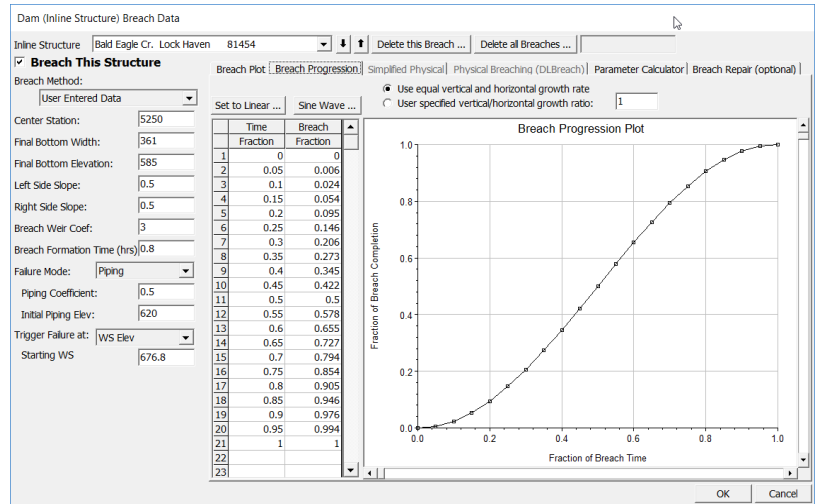 Dam (Inline Structure) Breach Data
Inline Structure Bald Eagle Cr. Lock Haven 81454 Delete this Breach ... Delete all Breaches ...
Breach This Structure
Breach Method:
User Entered Data
Center Station: 5250
Final Bottom Width: 361
Final Bottom Elevation: 585
Left Side Slope: 0.5
Right Side Slope: 0.5
Breach Weir Coef: 3
Breach Formation Time (hrs) 0.8
Failure Mode: Piping
Piping Coefficient: 0.5
Initial Piping Elev: 620
Trigger Failure at: WS Elev
Starting WS 676.8
Breach Plot Breach Progression Simplified Physical Physical Breaching (DLBreach) Parameter Calculator Breach Repair (optional)
Set to Linear ... Sine Wave ...
Use equal vertical and horizontal growth rate
User specified vertical/horizontal growth ratio: 1
Time Breach
Fraction Fraction
1 0 0
2 0.05 0.006
3 0.1 0.024
4 0.15 0.054
5 0.2 0.095
6 0.25 0.146
7 0.3 0.206
8 0.35 0.273
9 0.4 0.345
10 0.45 0.422
11 0.5 0.5
12 0.55 0.578
13 0.6 0.655
14 0.65 0.727
15 0.7 0.794
16 0.75 0.854
17 0.8 0.905
18 0.85 0.946
19 0.9 0.976
20 0.95 0.994
21 1 1
22
23
Breach Progression Plot
Fraction of Breach Completion
1.0
0.8
0.6
0.4
0.2
0.0
0.0 0.2 0.4 0.6 0.8 1.0
Fraction of Breach Time
OK Cancel